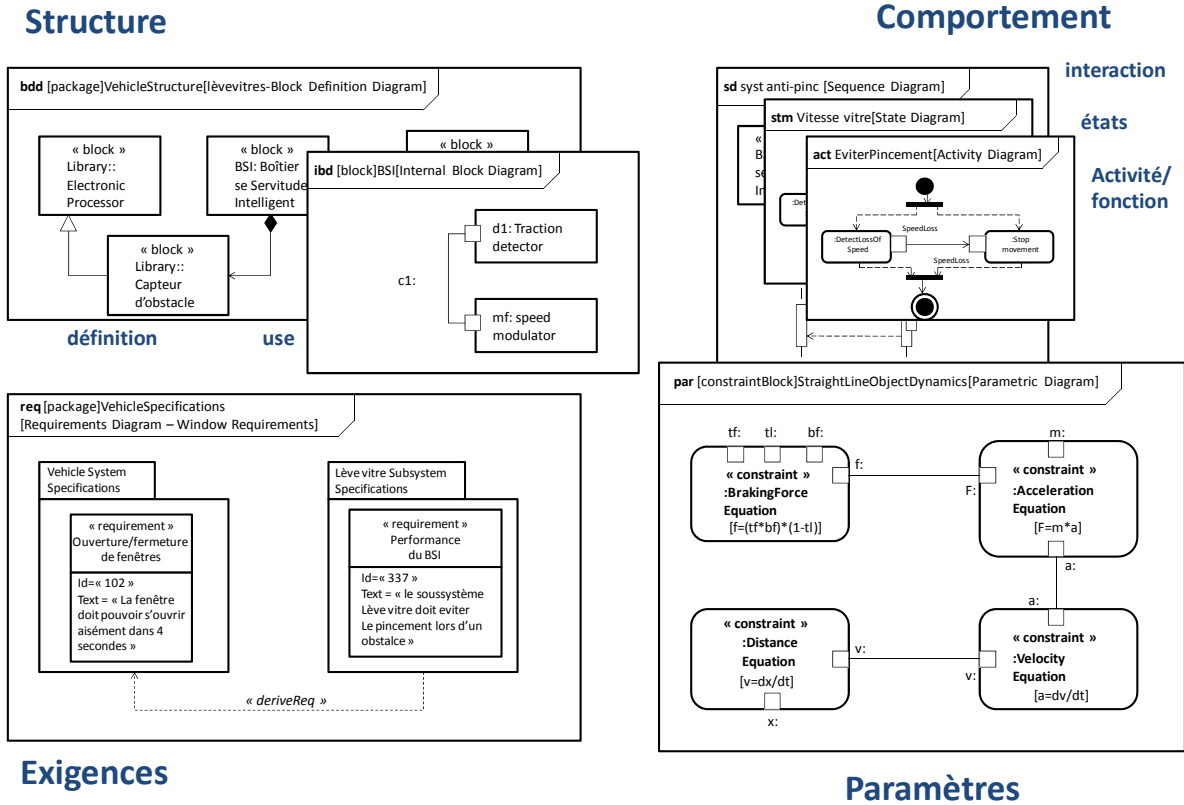 Structure
Comportement
bdd [package]VehicleStructure[lèvevitres-Block Definition Diagram]
« block »
Library::
Electronic
Processor
« block »
BSI: Boîtier
se Servitude
Intelligent
« block »
« block »
Library::
Capteur
d'obstacle
définition
use
ibd [block]BSI[Internal Block Diagram]
d1: Traction
detector
c1:
mf: speed
modulator
interaction
états
Activité/
fonction
sd syst anti-pinc [Sequence Diagram]
stm Vitesse vitre[State Diagram]
act EviterPincement[Activity Diagram]
:DetectLossOf
Speed
SpeedLoss
:Stop
movement
SpeedLoss
req [package]VehicleSpecifications
[Requirements Diagram – Window Requirements]
Vehicle System
Specifications
« requirement »
Ouverture/fermeture
de fenêtres
Id=« 102 »
Text = « La fenêtre
doit pouvoir s'ouvrir
aisément dans 4
secondes »
Lève vitre Subsystem
Specifications
« requirement »
Performance
du BSI
Id=« 337 »
Text = « le soussystème
Lève vitre doit eviter
Le pincement lors d'un
obstalce »
« deriveReq »
par [constraintBlock]StraightLineObjectDynamics[Parametric Diagram]
tf: tl: bf:
« constraint »
:BrakingForce
Equation
[f=(tf*bf)*(1-tl)]
f:
F:
m:
« constraint »
:Acceleration
Equation
[F=m*a]
a:
a:
« constraint »
:Distance
Equation
[v=dx/dt]
x:
v:
v:
« constraint »
:Velocity
Equation
[a=dv/dt]
Exigences
Paramètres